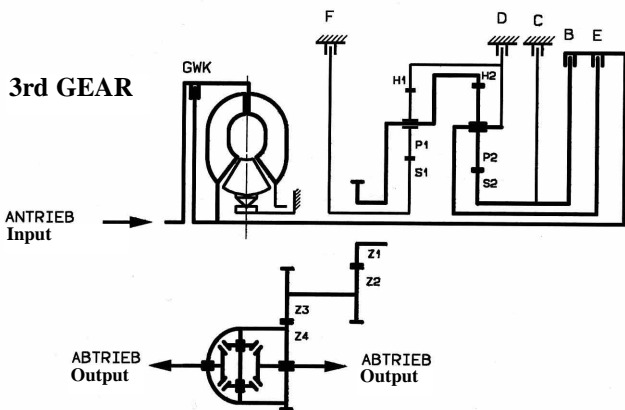 F
D
C
B
E
GWK
H1
H2
3rd GEAR
P1
P2
S1
S2
ANTRIEB
Input
Z1
Z2
Z3
Z4
ABTRIEB
Output
ABTRIEB
Output